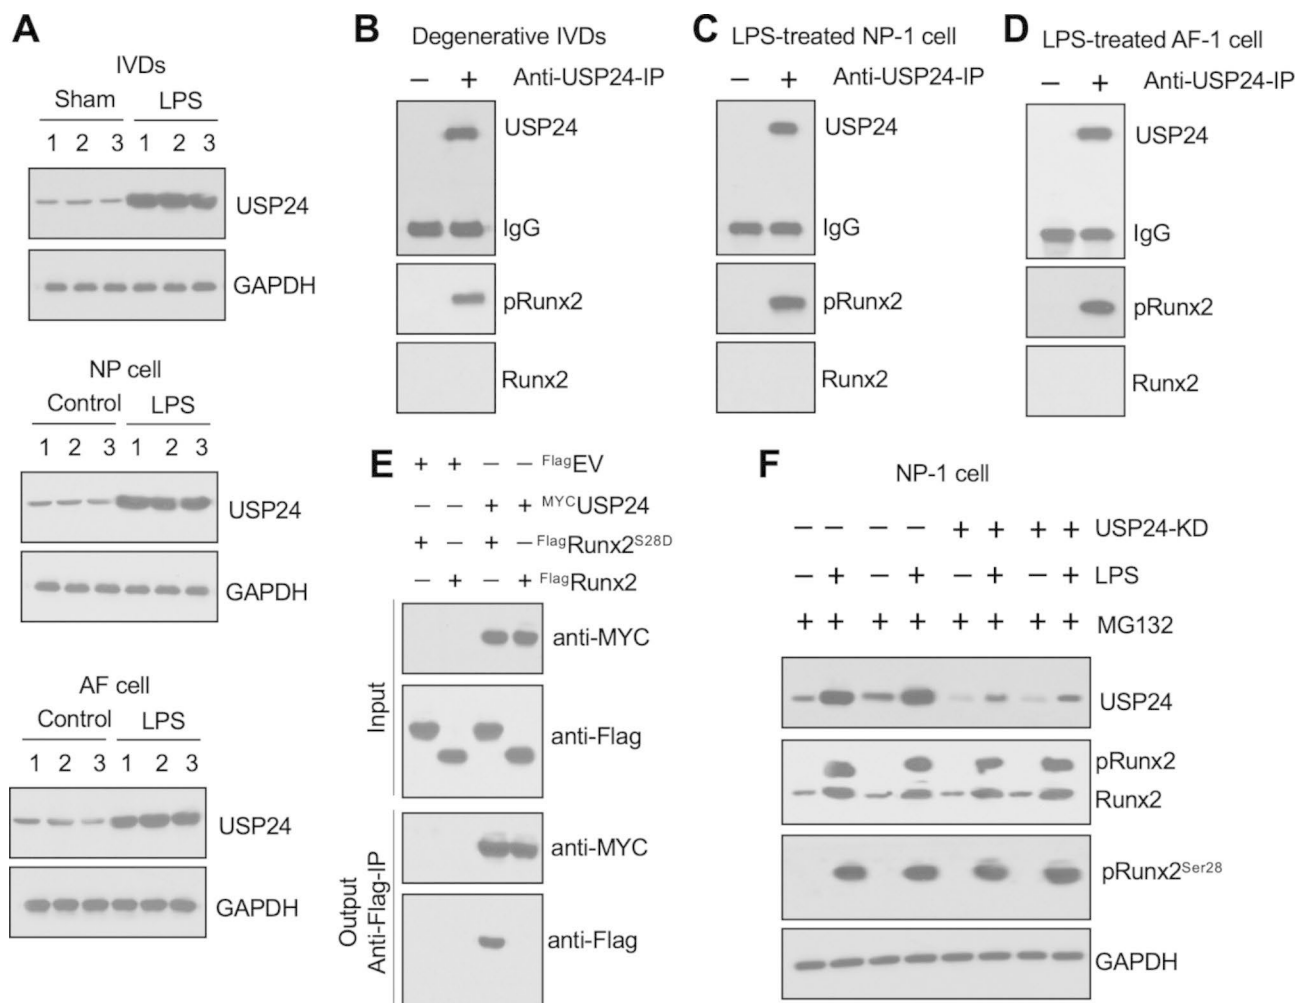 A
IVDs
Sham LPS
1 2 3 1 2 3
USP24
GAPDH
NP cell
Control LPS
1 2 3 1 2 3
USP24
GAPDH
AF cell
Control LPS
1 2 3 1 2 3
USP24
GAPDH
B Degenerative IVDs
− + Anti-USP24-IP
USP24
IgG
pRunx2
Runx2
C LPS-treated NP-1 cell
− + Anti-USP24-IP
USP24
IgG
pRunx2
Runx2
D LPS-treated AF-1 cell
− + Anti-USP24-IP
USP24
IgG
pRunx2
Runx2
E
+ + − − FlagEV
− − + + MYCUSP24
+ − + − FlagRunx2S28D
− + − + FlagRunx2
Input
anti-MYC
anti-Flag
Output
Anti-Flag-IP
anti-MYC
anti-Flag
F NP-1 cell
− − − − + + + + USP24-KD
− + − + − + − + LPS
+ + + + + + + + MG132
USP24
pRunx2
Runx2
pRunx2Ser28
GAPDH